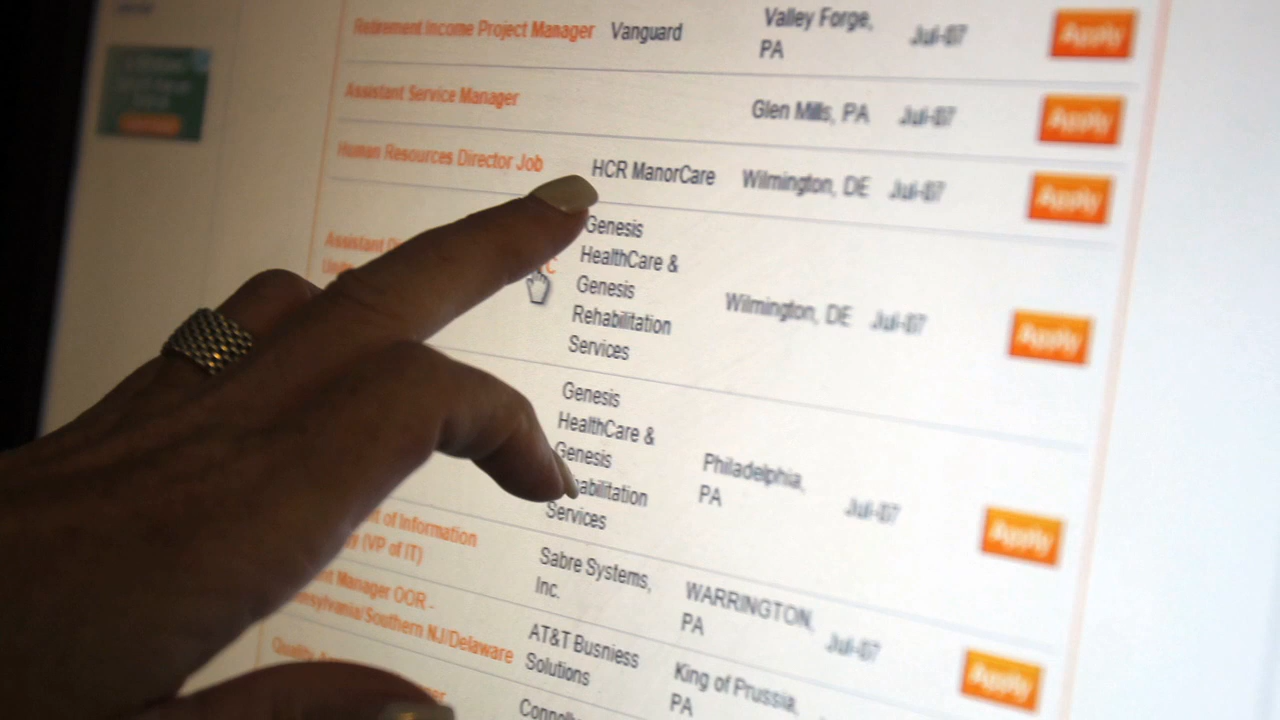 Retirement Income Project Manager Vanguard Valley Forge, Jul-07 Apply
PA
Assistant Service Manager Glen Mills, PA Jul-07 Apply
Human Resources Director Job HCR ManorCare Wilmington, DE Jul-07 Apply
Assistant
Genesis
HealthCare &
Genesis
Rehabilitation
Services
Wilmington, DE Jul-07 Apply
Genesis
HealthCare &
Genesis
Services
Philadelphia, Jul-07 Apply
PA
of Information
(VP of IT)
Sabre Systems,
Inc.
WARRINGTON, Jul-07 Apply
PA
Manager OOR -
/Southern NJ/Delaware
AT&T Busniess
Solutions
King of Prussia,
PA